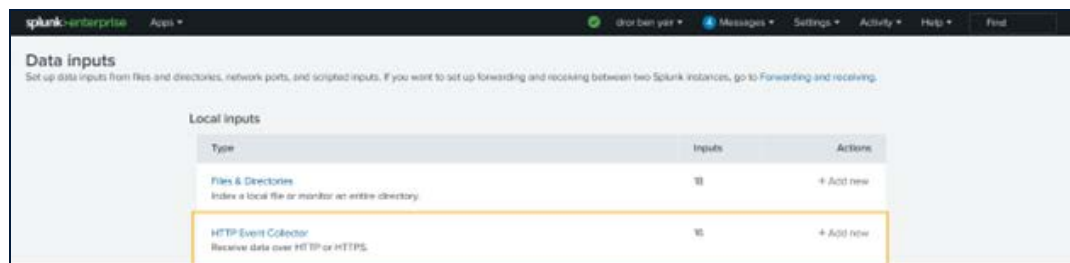 splunk>enterprise Apps dror ben yair 4 Messages Settings Activity Help Find
Data inputs
Set up data inputs from files and directories, network ports, and scripted inputs. If you want to set up forwarding and receiving between two Splunk instances, go to Forwarding and receiving.
Local inputs
Type Inputs Actions
Files & Directories 18 + Add new
Index a local file or monitor an entire directory.
HTTP Event Collector 16 + Add new
Receive data over HTTP or HTTPS.